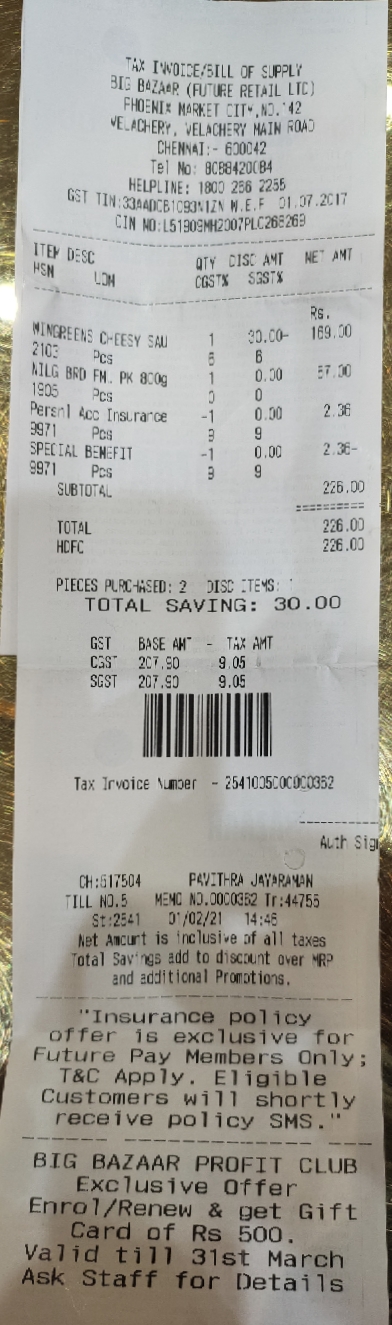 TAX INVOICE/BILL OF SUPPLY
BIG BAZAAR (FUTURE RETAIL LTD)
PHOENIX MARKET CITY,NO.142
VELACHERY, VELACHERY MAIN ROAD
CHENNAI:- 600042
Tel No: 8088420084
HELPLINE: 1800 266 2255
GST TIN:33AADCB1093N1ZN W.E.F 01.07.2017
CIN NO:L51909MH2007PLC268269
ITEM DESC QTY DISC AMT NET AMT
HSN UOM CGST% SGST%
Rs.
MINGREENS CHEESY SAU 1 30.00- 169.00
2103 Pcs 6 6
NILG BRD FM. PK 800g 1 0.00 57.00
1905 Pcs 0 0
Persnl Acc Insurance -1 0.00 2.36
9971 Pcs 9 9
SPECIAL BENEFIT -1 0.00 2.36-
9971 Pcs 9 9
SUBTOTAL 226.00
==========
TOTAL 226.00
HDFC 226.00
PIECES PURCHASED: 2 DISC ITEMS: 1
TOTAL SAVING: 30.00
GST BASE AMT - TAX AMT
CGST 207.90 9.05
SGST 207.90 9.05
Tax Invoice Number - 2541005000000362
Auth Sig
CH:517504 PAVITHRA JAYARAMAN
TILL NO.5 MEMO NO.0000362 Tr:44755
St:2541 01/02/21 14:46
Net Amount is inclusive of all taxes
Total Savings add to discount over MRP
and additional Promotions.
"Insurance policy
offer is exclusive for
Future Pay Members Only;
T&C Apply. Eligible
Customers will shortly
receive policy SMS."
BIG BAZAAR PROFIT CLUB
Exclusive Offer
Enrol/Renew & get Gift
Card of Rs 500.
Valid till 31st March
Ask Staff for Details